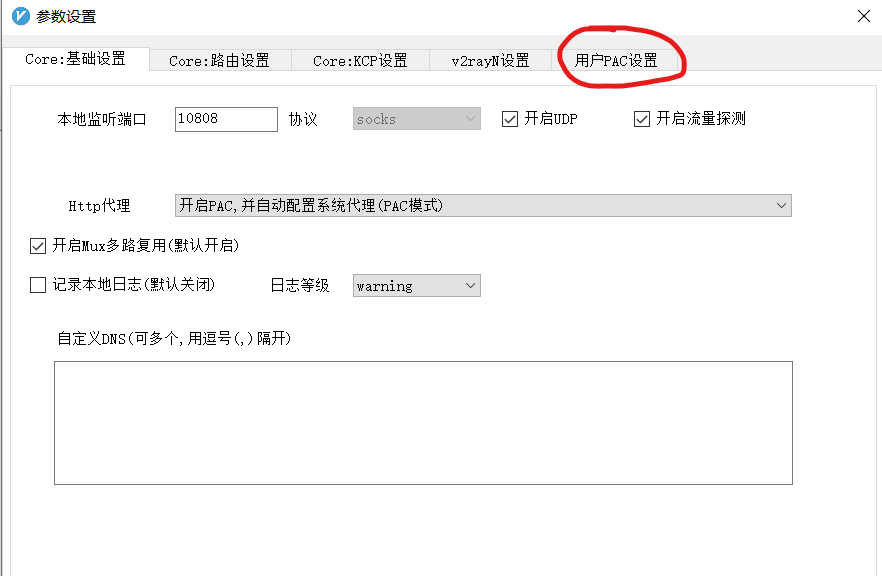 参数设置
Core:基础设置 Core:路由设置 Core:KCP设置 v2rayN设置 用户PAC设置
本地监听端口 10808 协议 socks 开启UDP 开启流量探测
Http代理 开启PAC,并自动配置系统代理(PAC模式)
开启Mux多路复用(默认开启)
记录本地日志(默认关闭) 日志等级 warning
自定义DNS(可多个,用逗号(,)隔开)